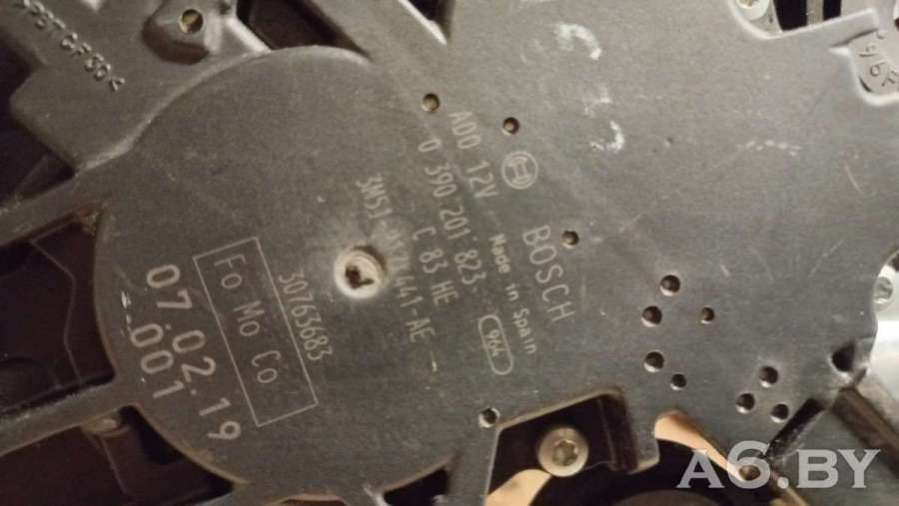 BOSCH
Made in Spain
964
A00 12V
0 390 201 823
C 83 HE
30763683
Fo Mo Co
07.02.19
001
a6.by